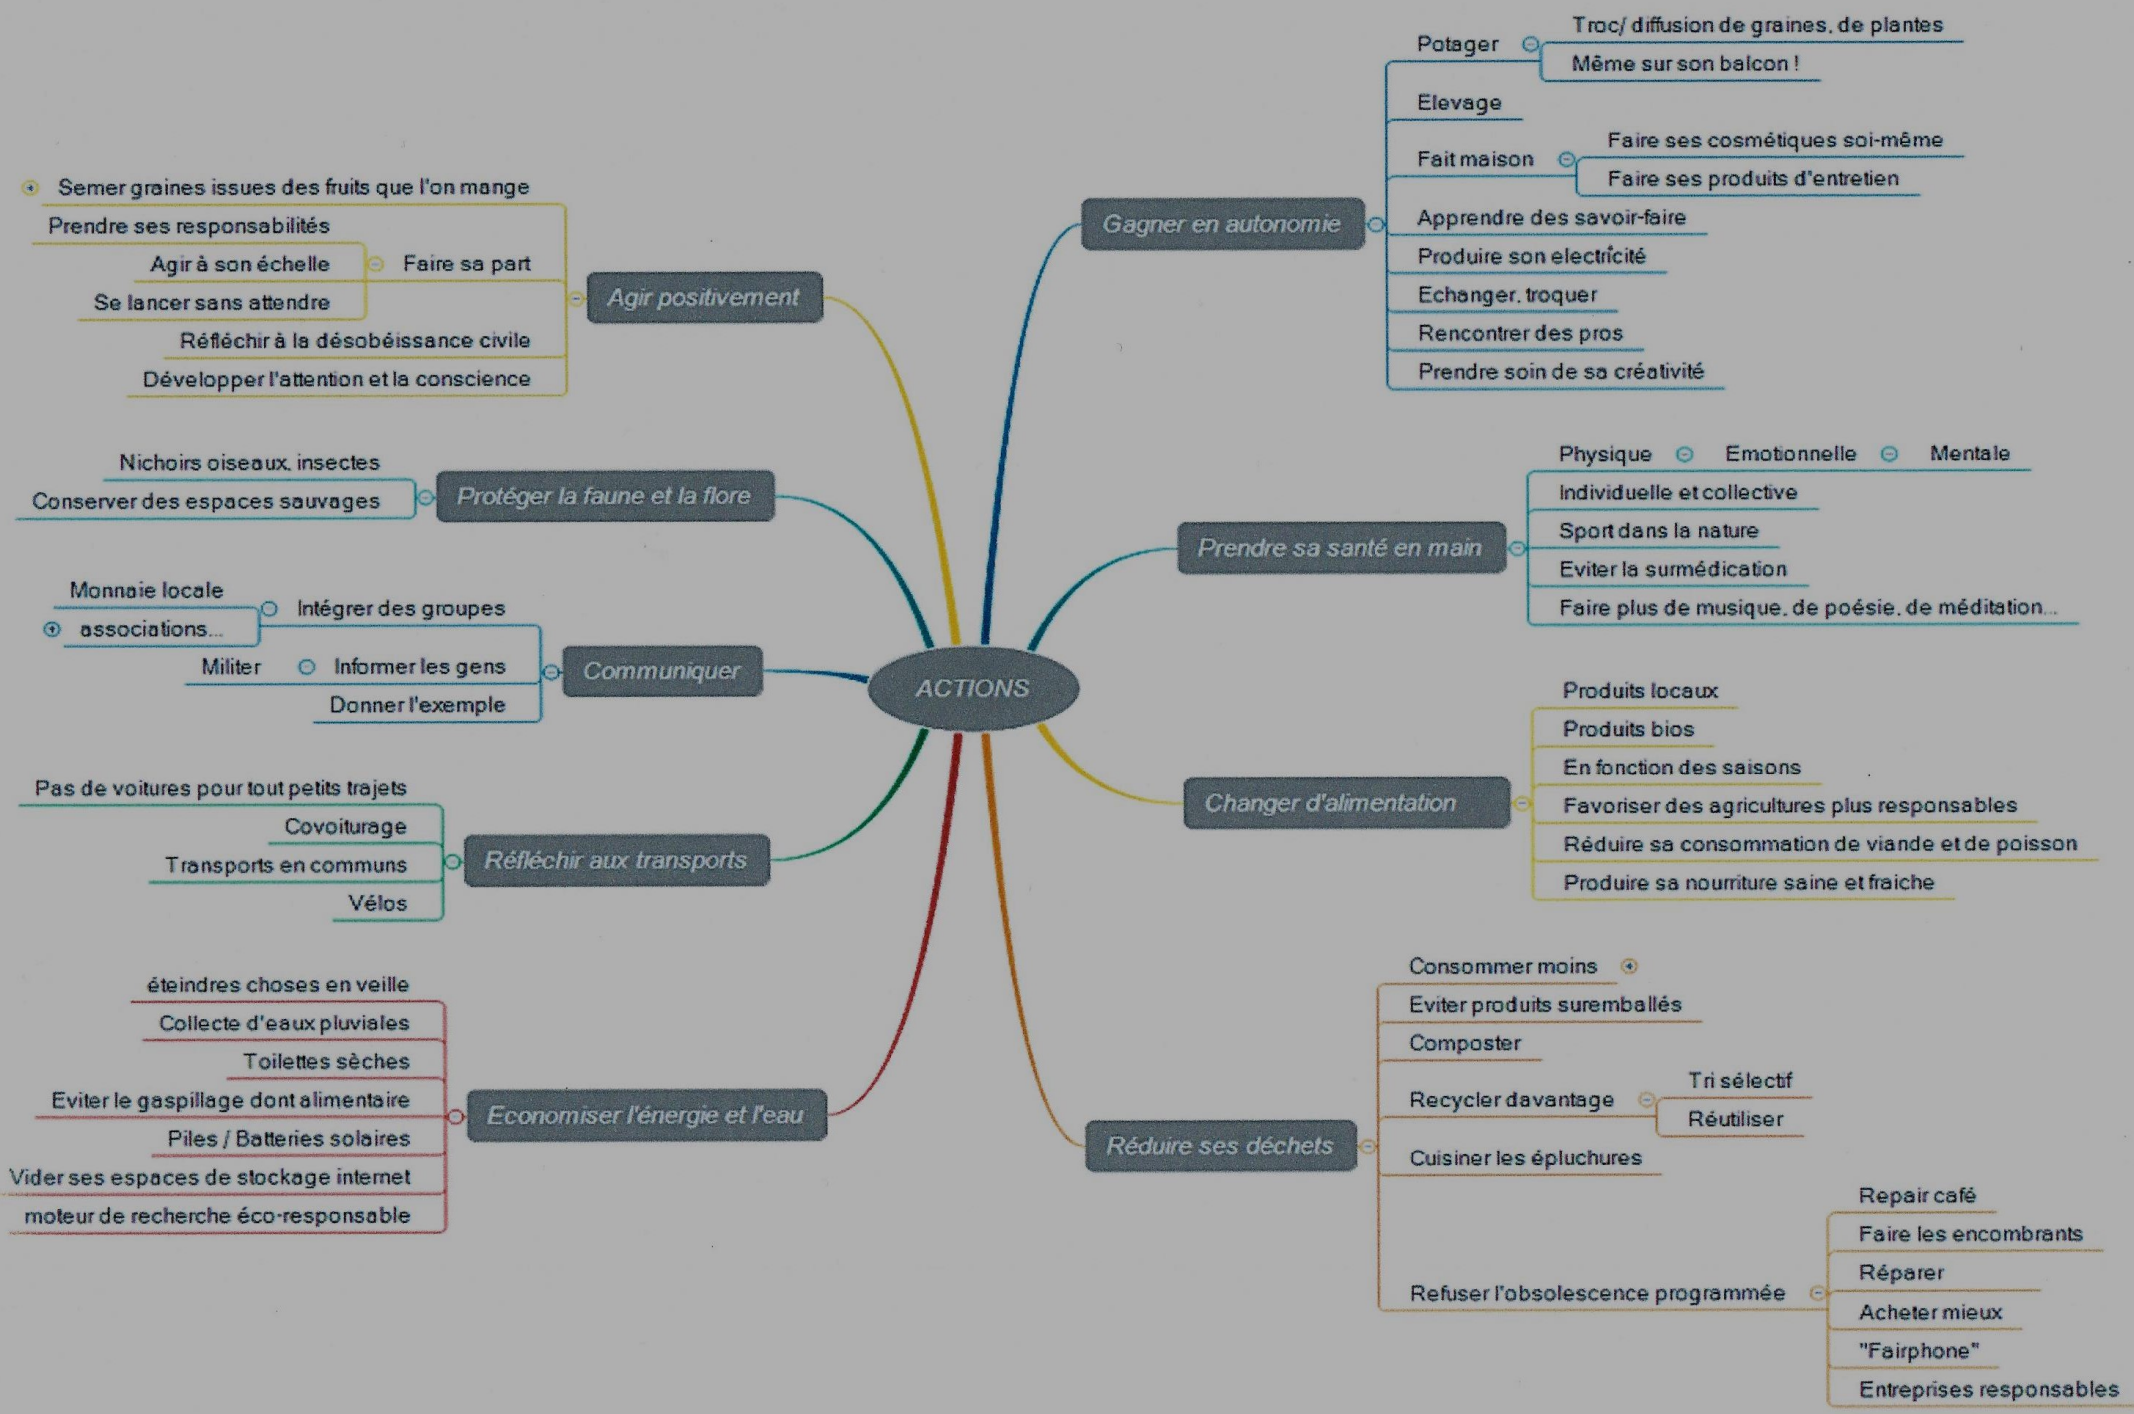 ACTIONS
Gagner en autonomie
Potager
Troc/ diffusion de graines, de plantes
Même sur son balcon !
Elevage
Fait maison
Faire ses cosmétiques soi-même
Faire ses produits d'entretien
Apprendre des savoir-faire
Produire son electricité
Echanger, troquer
Rencontrer des pros
Prendre soin de sa créativité
Prendre sa santé en main
Physique Emotionnelle Mentale
Individuelle et collective
Sport dans la nature
Eviter la surmédication
Faire plus de musique, de poésie, de méditation...
Changer d'alimentation
Produits locaux
Produits bios
En fonction des saisons
Favoriser des agricultures plus responsables
Réduire sa consommation de viande et de poisson
Produire sa nourriture saine et fraiche
Réduire ses déchets
Consommer moins
Eviter produits suremballés
Composter
Recycler davantage
Tri sélectif
Réutiliser
Cuisiner les épluchures
Refuser l'obsolescence programmée
Repair café
Faire les encombrants
Réparer
Acheter mieux
"Fairphone"
Entreprises responsables
Agir positivement
Semer graines issues des fruits que l'on mange
Faire sa part
Prendre ses responsabilités
Agir à son échelle
Se lancer sans attendre
Réfléchir à la désobéissance civile
Développer l'attention et la conscience
Protéger la faune et la flore
Nichoirs oiseaux, insectes
Conserver des espaces sauvages
Communiquer
Intégrer des groupes
Monnaie locale
associations...
Informer les gens
Militer
Donner l'exemple
Réfléchir aux transports
Pas de voitures pour tout petits trajets
Covoiturage
Transports en communs
Vélos
Economiser l'énergie et l'eau
éteindres choses en veille
Collecte d'eaux pluviales
Toilettes sèches
Eviter le gaspillage dont alimentaire
Piles / Batteries solaires
Vider ses espaces de stockage internet
moteur de recherche éco-responsable